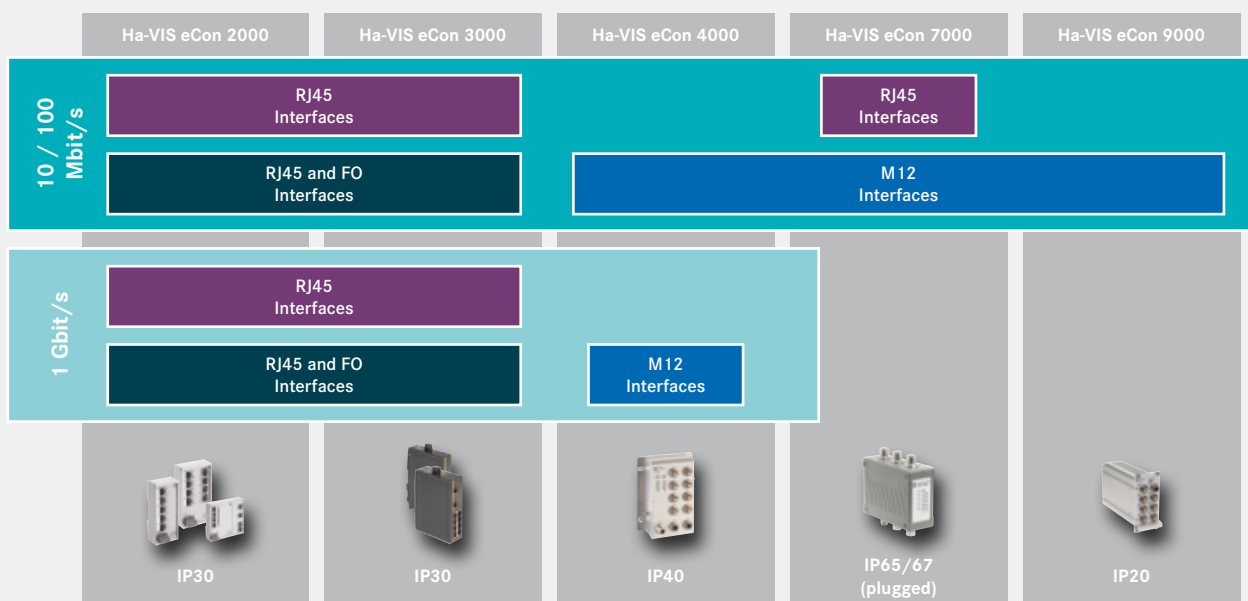 Ha-VIS eCon 2000
Ha-VIS eCon 3000
Ha-VIS eCon 4000
Ha-VIS eCon 7000
Ha-VIS eCon 9000
10 / 100
Mbit/s
RJ45
Interfaces
RJ45
Interfaces
RJ45 and FO
Interfaces
M12
Interfaces
1 Gbit/s
RJ45
Interfaces
RJ45 and FO
Interfaces
M12
Interfaces
IP30
IP30
IP40
IP65/67
(plugged)
IP20